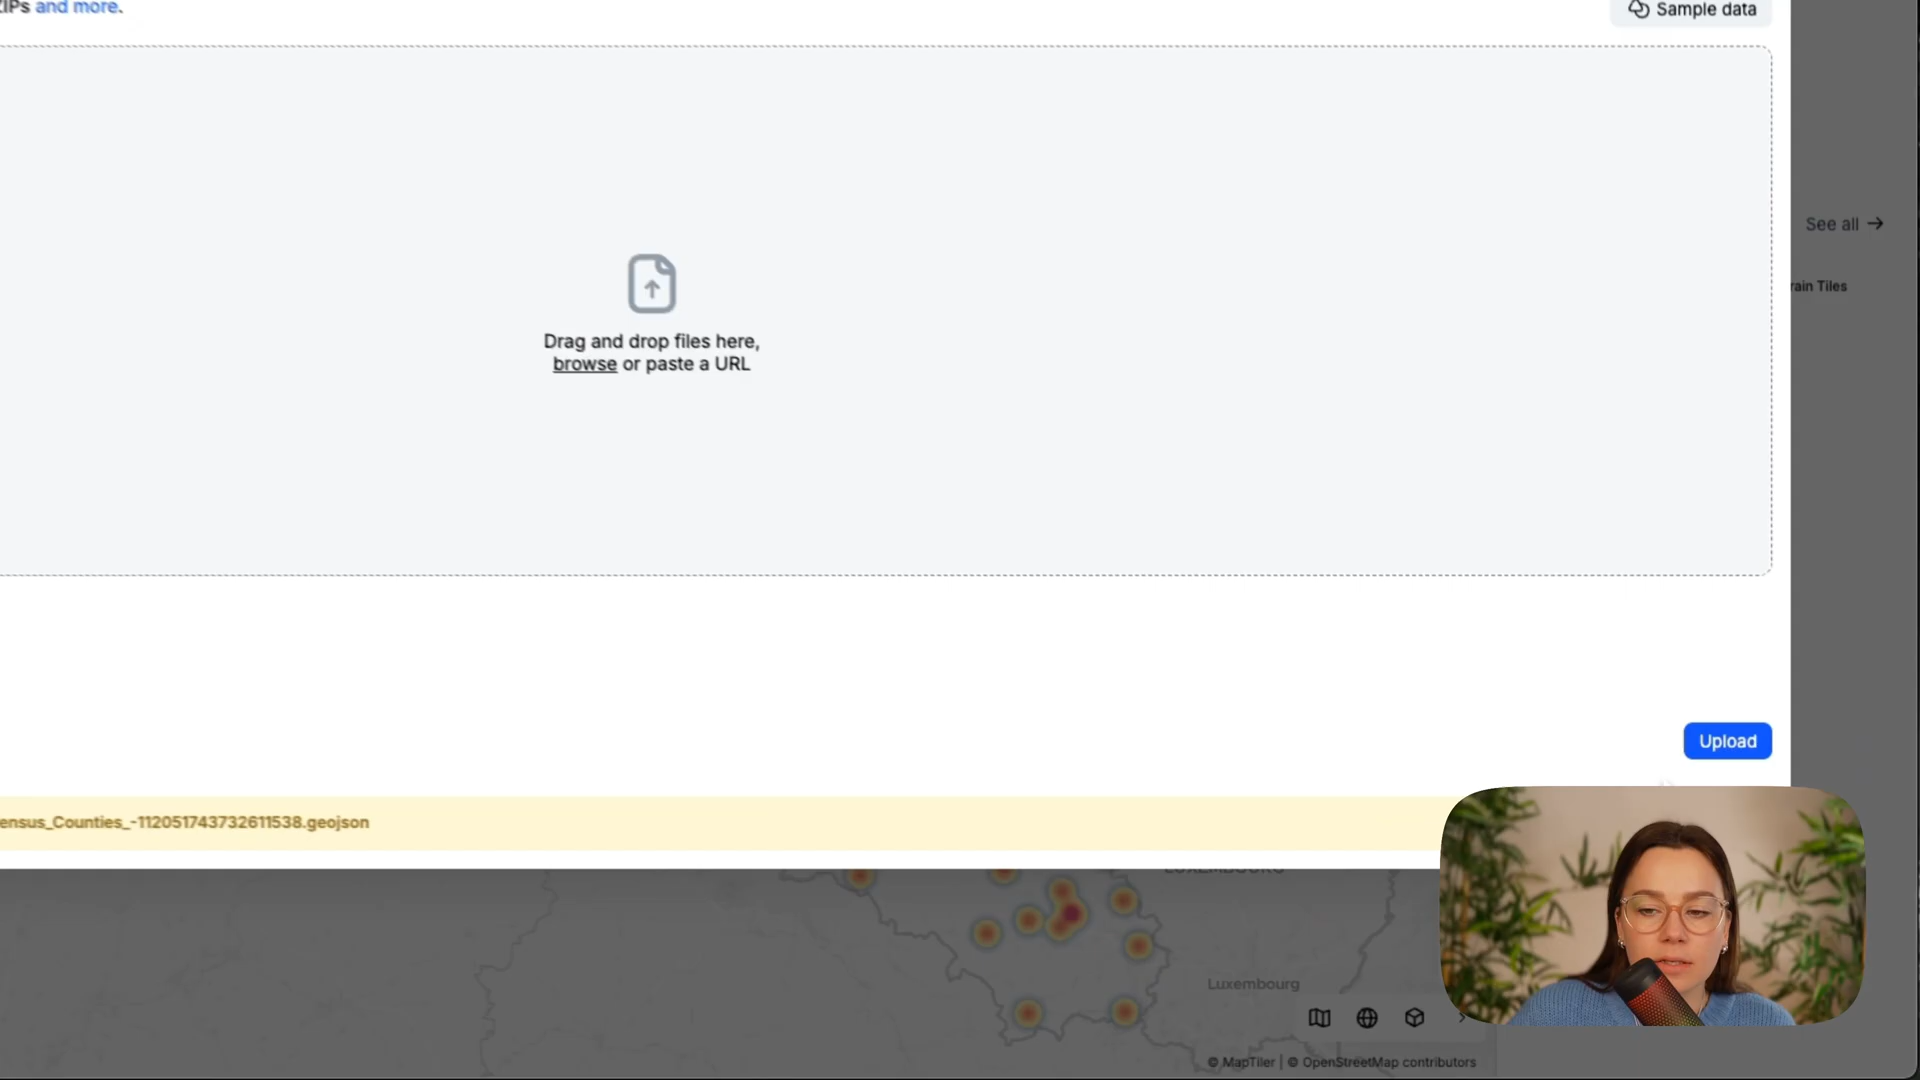 and more.
Sample data
See all
Tiles
Drag and drop files here,
browse or paste a URL
Upload
ensus_Counties_-112051743732611538.geojson
Luxembourg
© MapTiler | © OpenStreetMap contributors